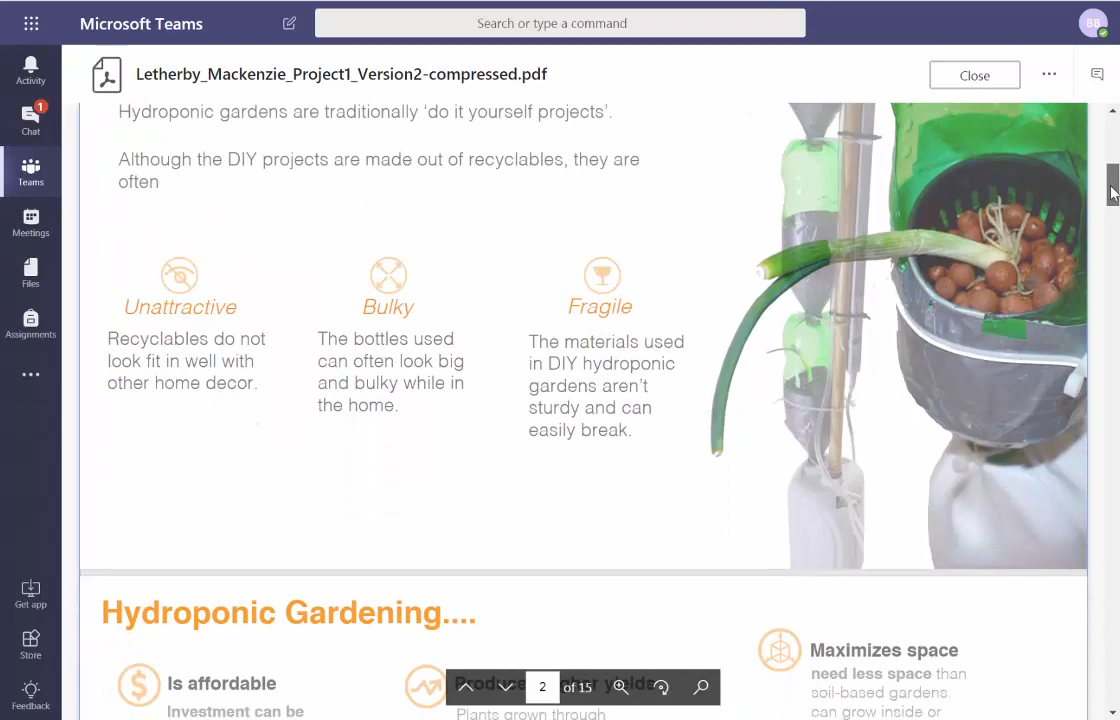 Microsoft Teams
Search or type a command
BB
Activity
Letherby_Mackenzie_Project1_Version2-compressed.pdf
Close
1
Chat
Teams
Meetings
Files
Assignments
Get app
Store
Feedback
Hydroponic gardens are traditionally ‘do it yourself projects’.
Although the DIY projects are made out of recyclables, they are
often
Unattractive
Recyclables do not
look fit in well with
other home decor.
Bulky
The bottles used
can often look big
and bulky while in
the home.
Fragile
The materials used
in DIY hydroponic
gardens aren’t
sturdy and can
easily break.
Hydroponic Gardening....
Is affordable
Investment can be
Plants grown through
Maximizes space
need less space than
soil-based gardens.
can grow inside or
2 of 15